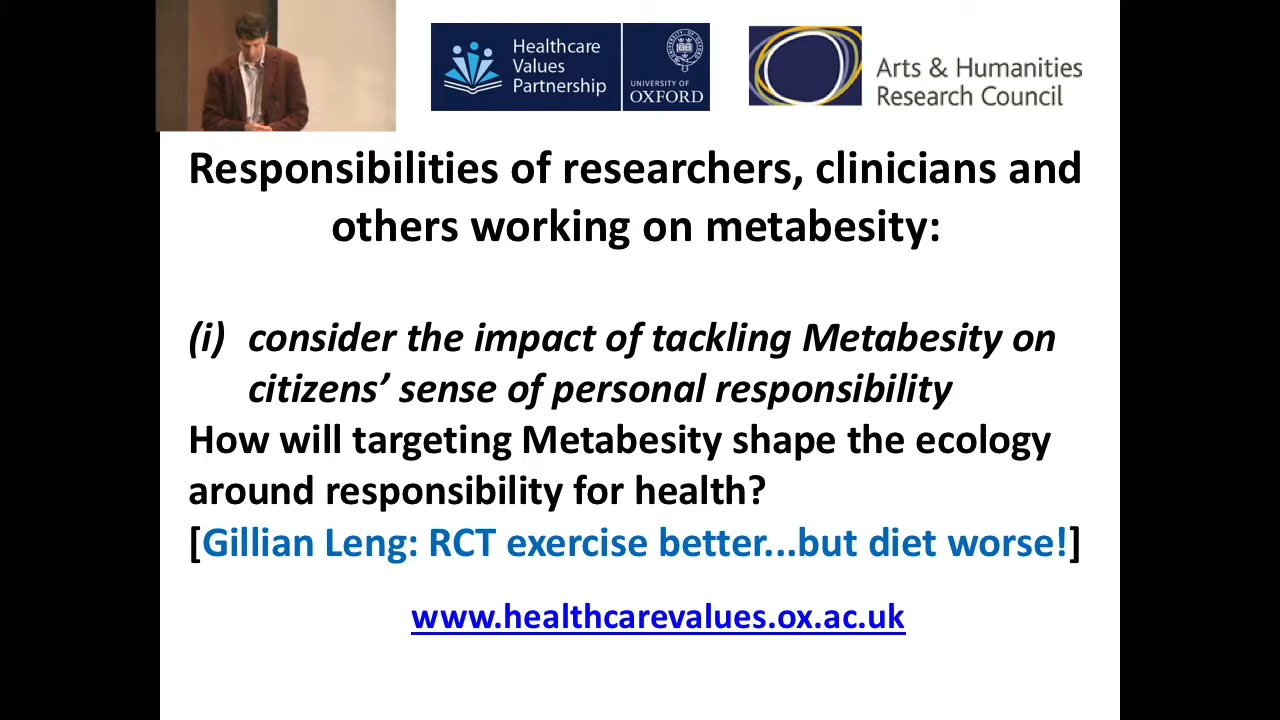 Healthcare
Values
Partnership
UNIVERSITY OF
OXFORD
Arts & Humanities
Research Council
Responsibilities of researchers, clinicians and
others working on metabesity:
(i) consider the impact of tackling Metabesity on
citizens’ sense of personal responsibility
How will targeting Metabesity shape the ecology
around responsibility for health?
[Gillian Leng: RCT exercise better...but diet worse!]
www.healthcarevalues.ox.ac.uk